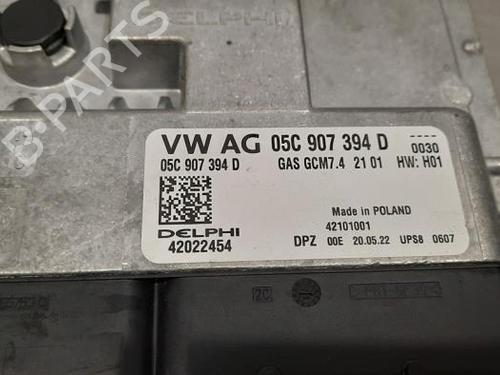 DELPHI
B-PARTS
VW AG 05C 907 394 D 0030
05C 907 394 D GAS GCM7.4 21 01 HW: H01
Made in POLAND
42101001
DELPHI
42022454 DPZ 00E 20.05.22 UPS8 0607
2C